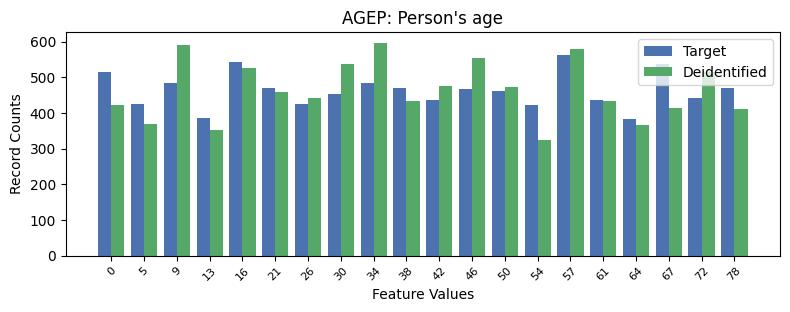 AGEP: Person's age
Target
Deidentified
Record Counts
600
500
400
300
200
100
0
0 5 9 13 16 21 26 30 34 38 42 46 50 54 57 61 64 67 72 78
Feature Values